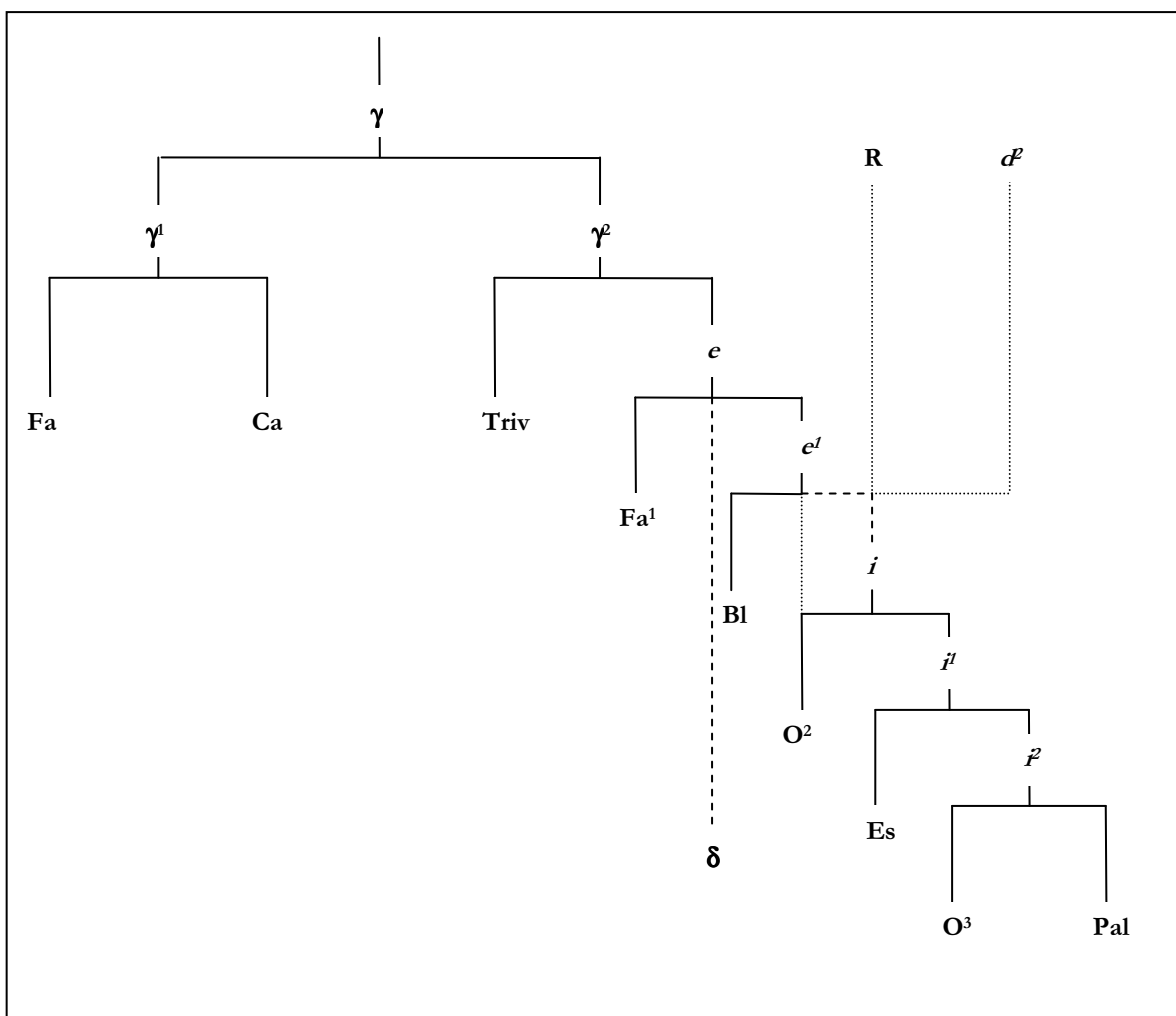 γ
R d²
γ¹ γ²
e
Fa Ca Triv
e¹
Fa¹
i
Bl
i¹
O²
i²
Es
δ
O³ Pal